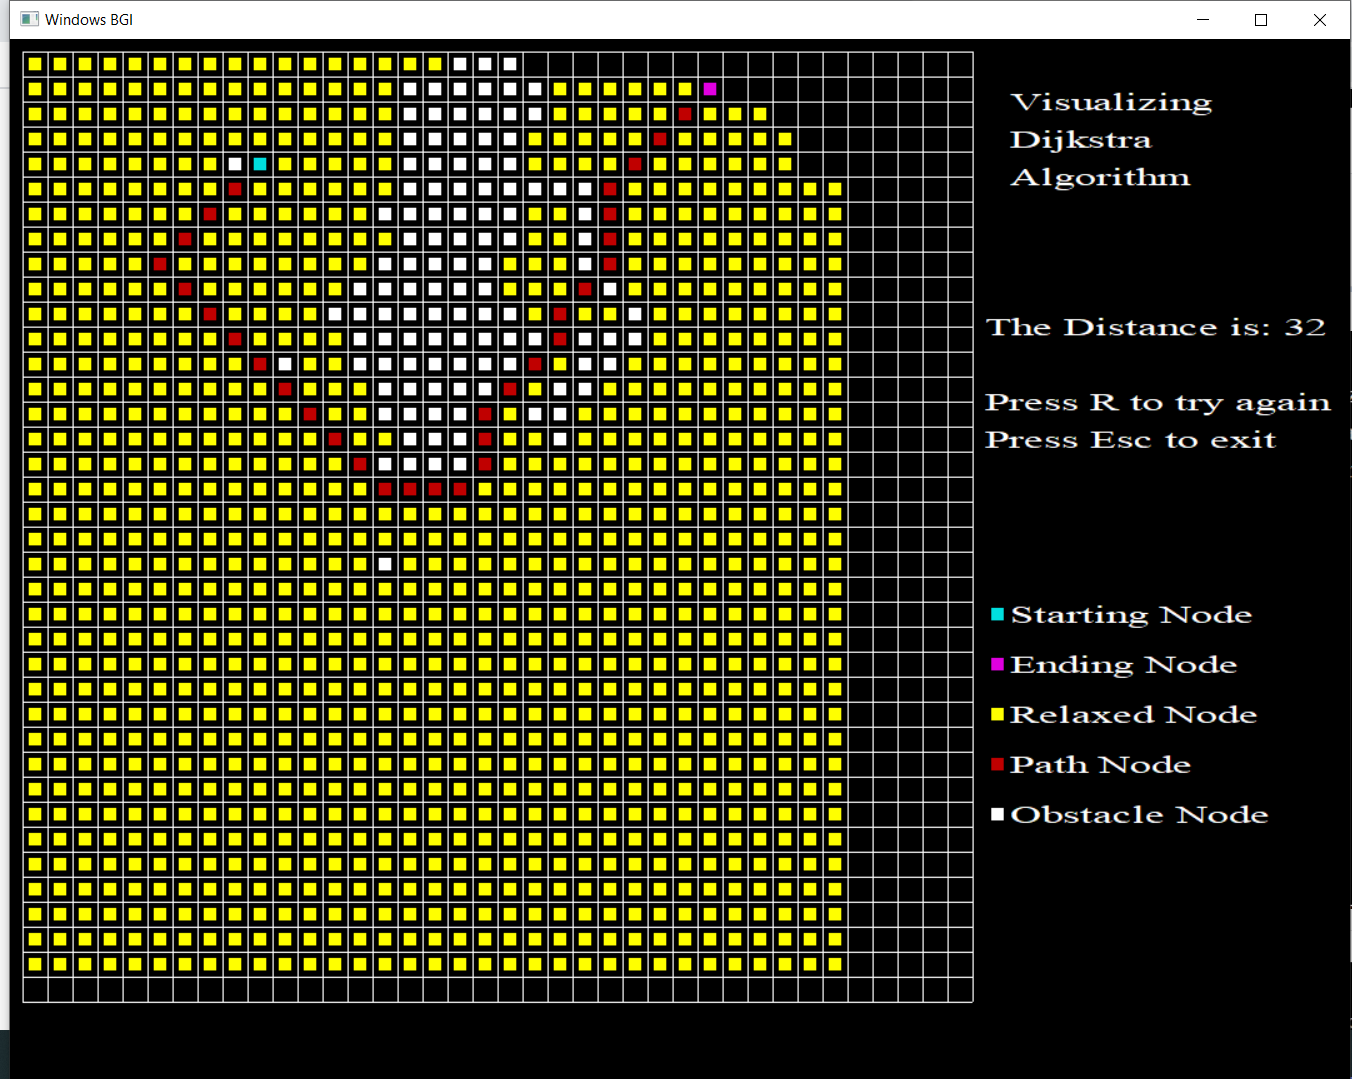 Windows BGI
Visualizing
Dijkstra
Algorithm
The Distance is: 32
Press R to try again
Press Esc to exit
Starting Node
Ending Node
Relaxed Node
Path Node
Obstacle Node